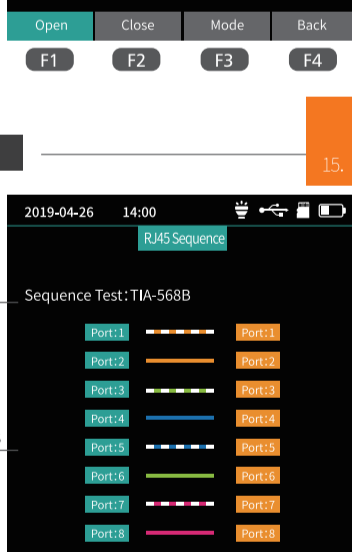 Open Close Mode Back
F1 F2 F3 F4
15.
2019-04-26 14:00
RJ45 Sequence
Sequence Test:TIA-568B
Port:1 Port:1
Port:2 Port:2
Port:3 Port:3
Port:4 Port:4
Port:5 Port:5
Port:6 Port:6
Port:7 Port:7
Port:8 Port:8